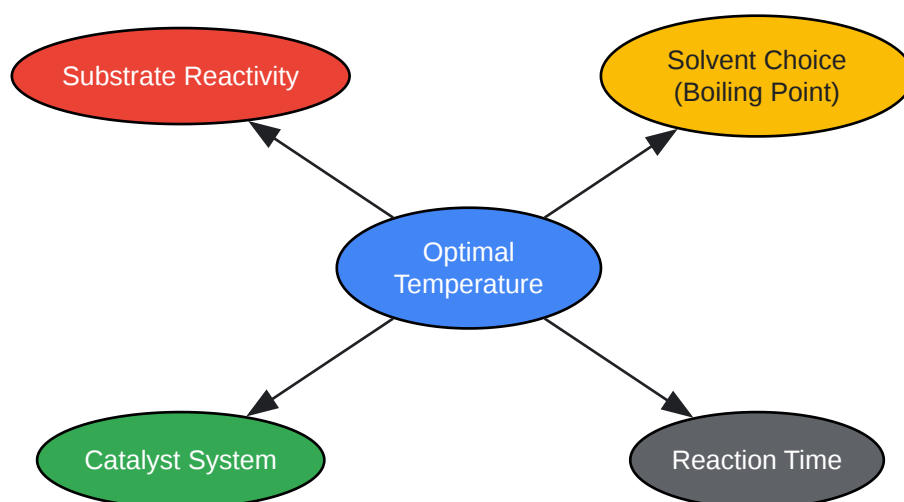 Substrate Reactivity
Solvent Choice
(Boiling Point)
Optimal
Temperature
Catalyst System
Reaction Time